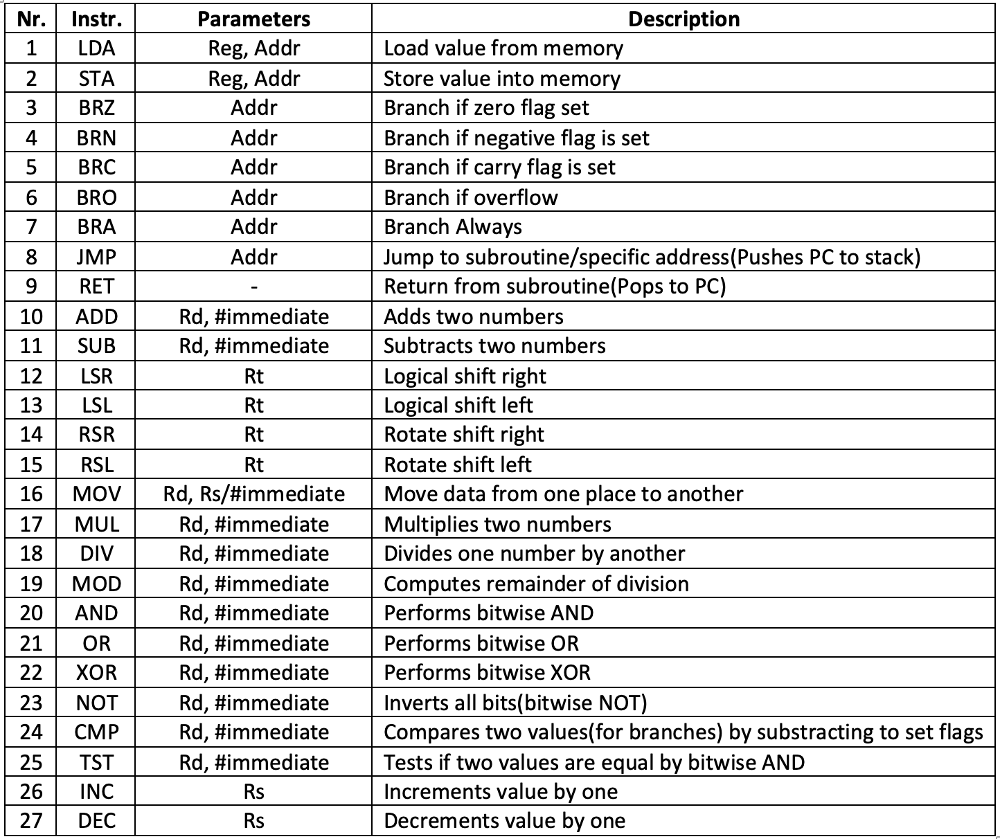 Nr. Instr. Parameters Description
1 LDA Reg, Addr Load value from memory
2 STA Reg, Addr Store value into memory
3 BRZ Addr Branch if zero flag set
4 BRN Addr Branch if negative flag is set
5 BRC Addr Branch if carry flag is set
6 BRO Addr Branch if overflow
7 BRA Addr Branch Always
8 JMP Addr Jump to subroutine/specific address(Pushes PC to stack)
9 RET - Return from subroutine(Pops to PC)
10 ADD Rd, #immediate Adds two numbers
11 SUB Rd, #immediate Subtracts two numbers
12 LSR Rt Logical shift right
13 LSL Rt Logical shift left
14 RSR Rt Rotate shift right
15 RSL Rt Rotate shift left
16 MOV Rd, Rs/#immediate Move data from one place to another
17 MUL Rd, #immediate Multiplies two numbers
18 DIV Rd, #immediate Divides one number by another
19 MOD Rd, #immediate Computes remainder of division
20 AND Rd, #immediate Performs bitwise AND
21 OR Rd, #immediate Performs bitwise OR
22 XOR Rd, #immediate Performs bitwise XOR
23 NOT Rd, #immediate Inverts all bits(bitwise NOT)
24 CMP Rd, #immediate Compares two values(for branches) by substracting to set flags
25 TST Rd, #immediate Tests if two values are equal by bitwise AND
26 INC Rs Increments value by one
27 DEC Rs Decrements value by one